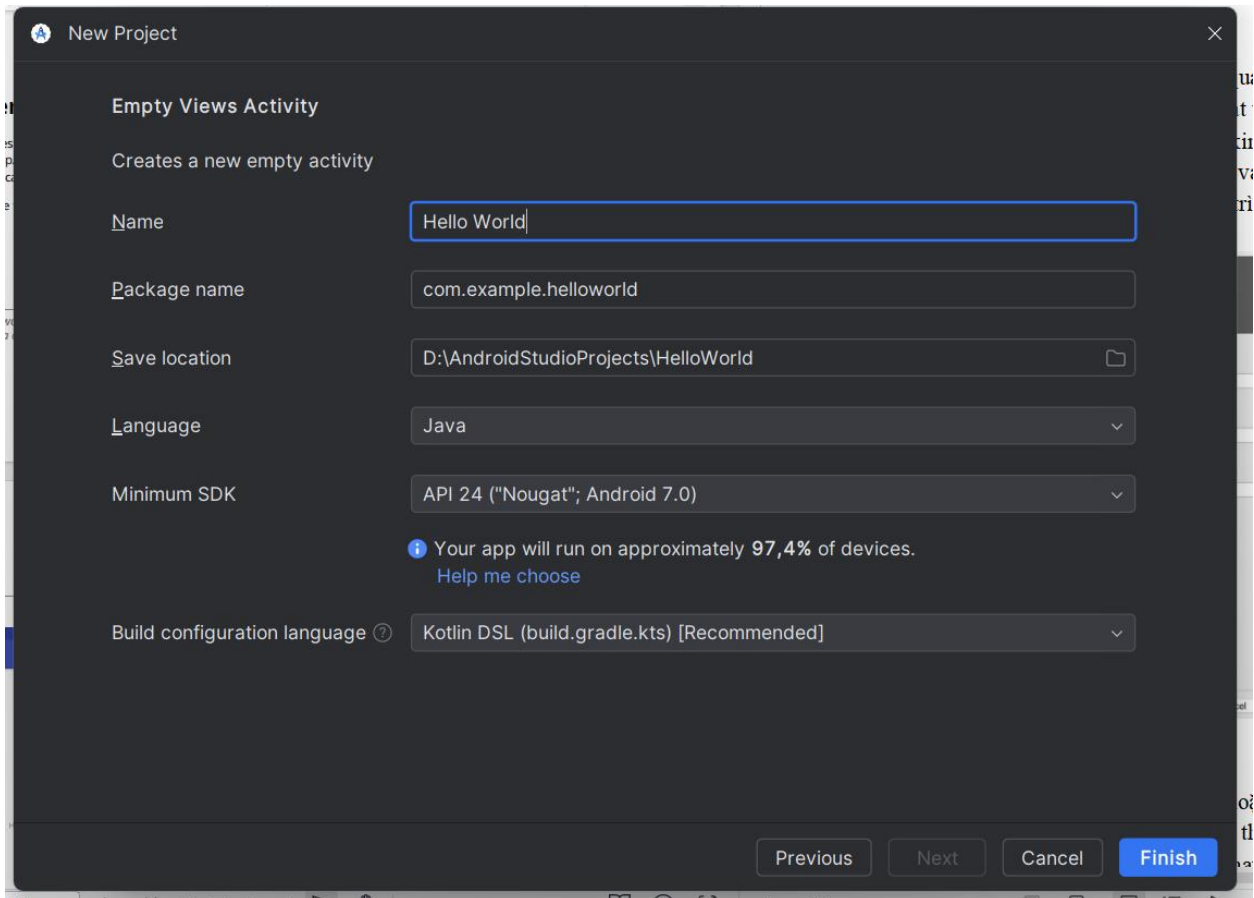 New Project
Empty Views Activity
Creates a new empty activity
Name
Hello World
Package name
com.example.helloworld
Save location
D:\AndroidStudioProjects\HelloWorld
Language
Java
Minimum SDK
API 24 ("Nougat"; Android 7.0)
Your app will run on approximately 97,4% of devices.
Help me choose
Build configuration language
Kotlin DSL (build.gradle.kts) [Recommended]
Previous
Next
Cancel
Finish